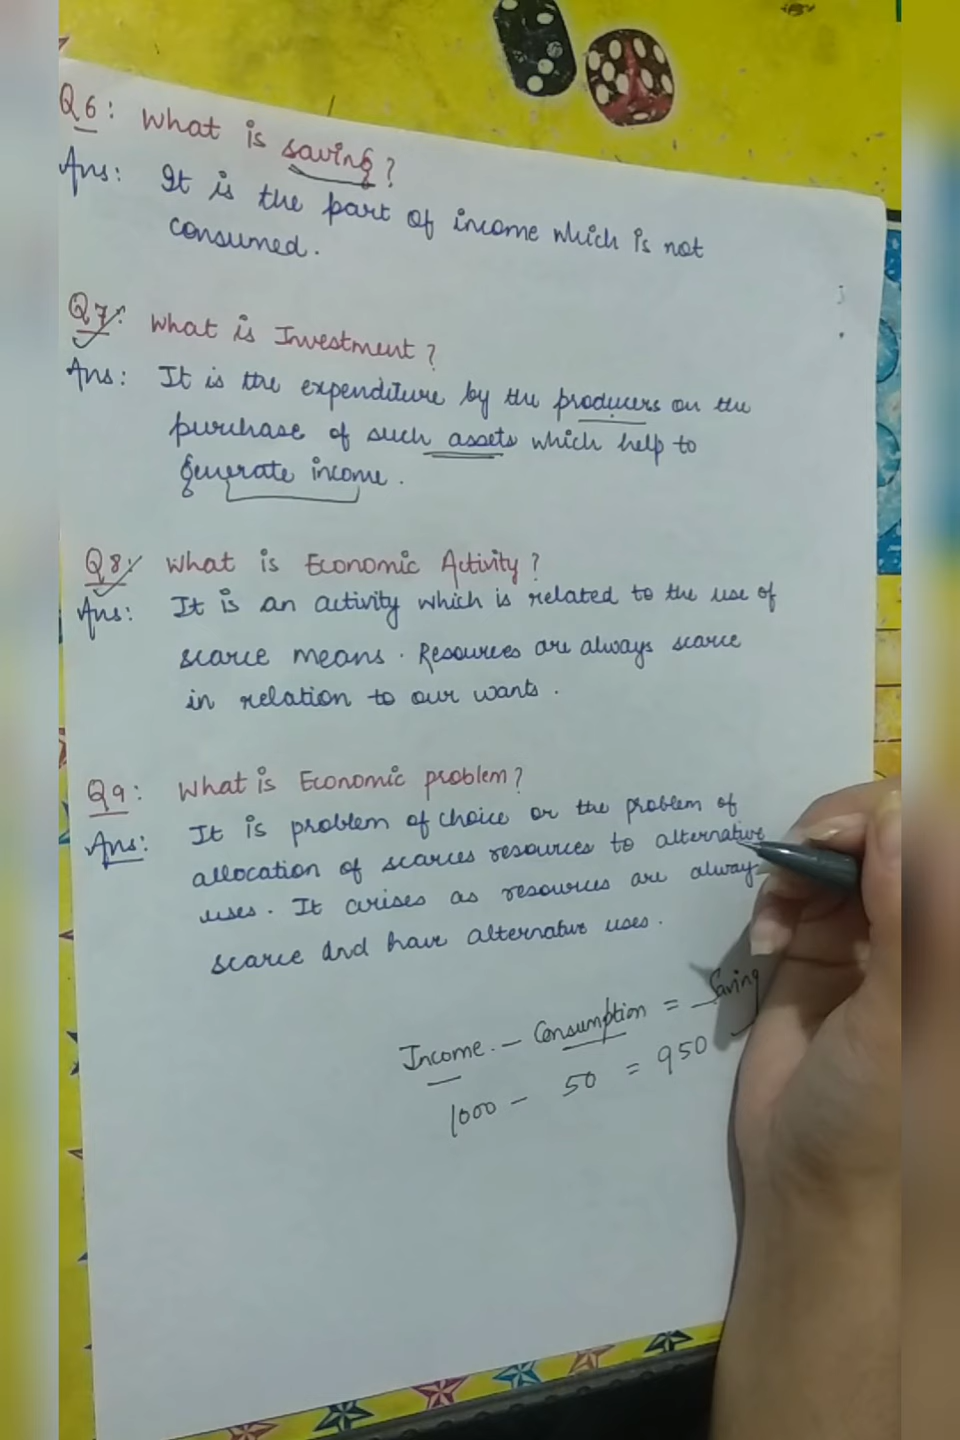 Q6: What is saving?
Ans: It is the part of income which is not
consumed.
Q7: What is Investment?
Ans: It is the expenditure by the producers on the
purchase of such assets which help to
generate income.
Q8: What is Economic Activity?
Ans: It is an activity which is related to the use of
scarce means. Resources are always scarce
in relation to our wants.
Q9: What is Economic problem?
Ans: It is problem of choice or the problem of
allocation of scarces resources to alternative
uses. It arises as resources are always
scarce and have alternative uses.
Income - Consumption = Saving
1000 - 50 = 950